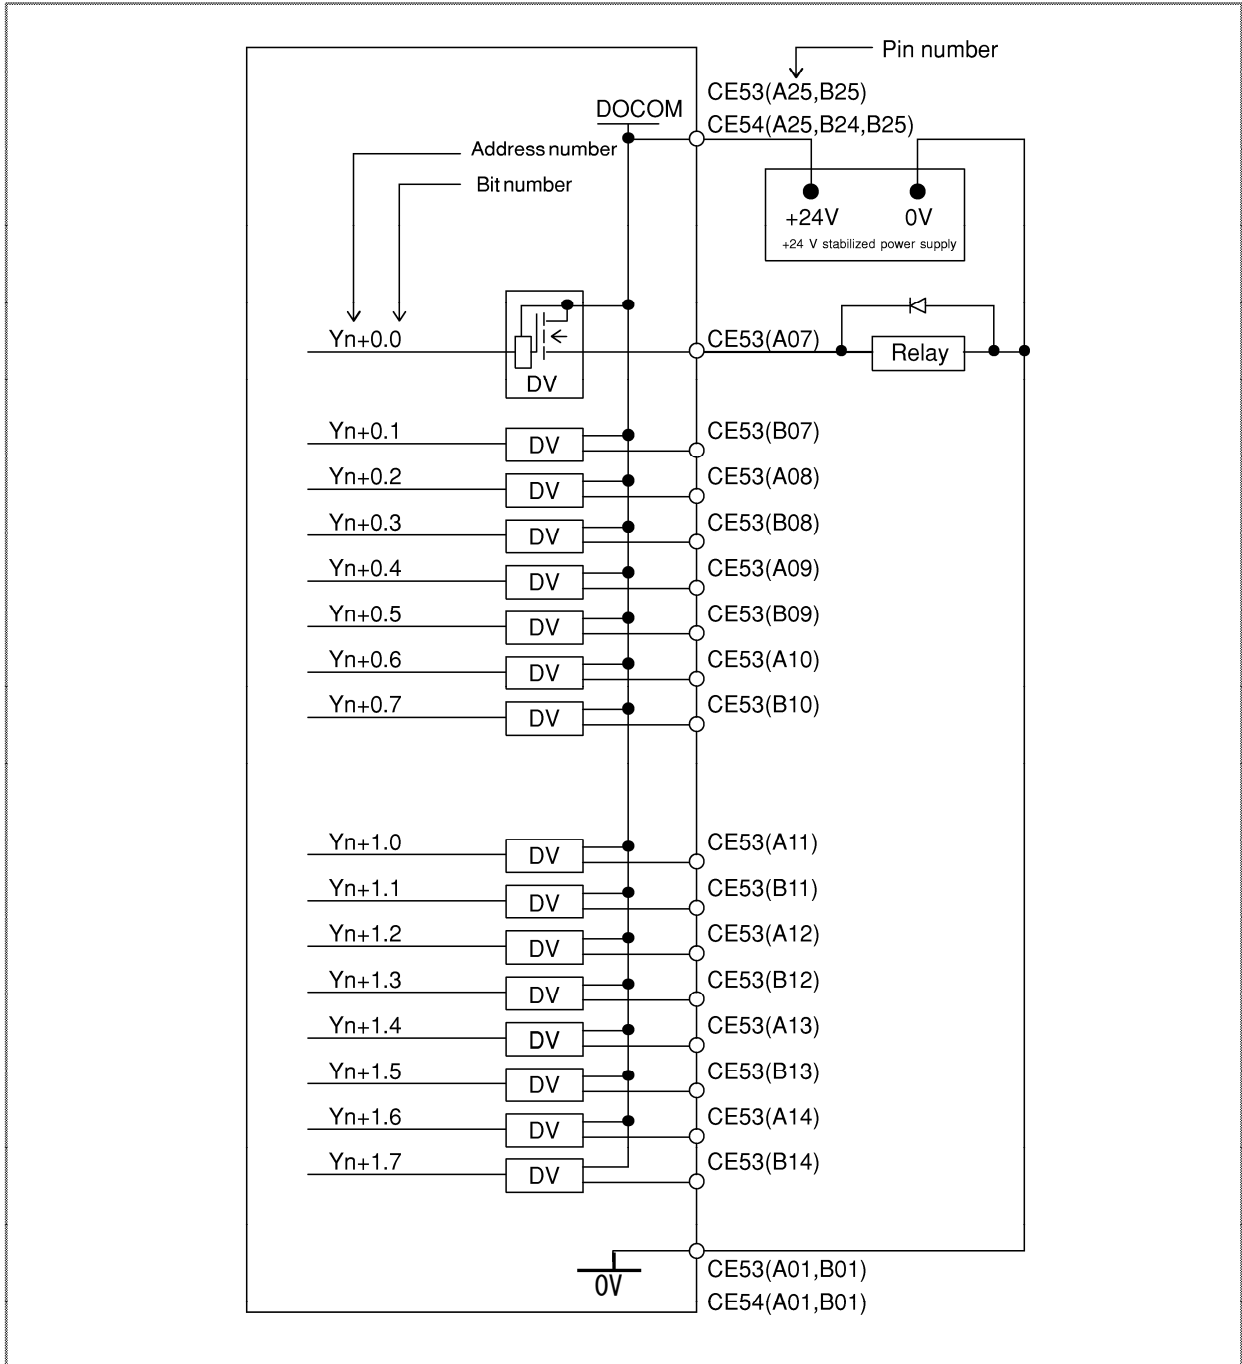 Pin number
CE53(A25,B25)
DOCOM
CE54(A25,B24,B25)
Address number
Bit number
+24V 0V
+24 V stabilized power supply
Yn+0.0 CE53(A07)
Relay
DV
Yn+0.1 DV CE53(B07)
Yn+0.2 DV CE53(A08)
Yn+0.3 DV CE53(B08)
Yn+0.4 DV CE53(A09)
Yn+0.5 DV CE53(B09)
Yn+0.6 DV CE53(A10)
Yn+0.7 DV CE53(B10)
Yn+1.0 DV CE53(A11)
Yn+1.1 DV CE53(B11)
Yn+1.2 DV CE53(A12)
Yn+1.3 DV CE53(B12)
Yn+1.4 DV CE53(A13)
Yn+1.5 DV CE53(B13)
Yn+1.6 DV CE53(A14)
Yn+1.7 DV CE53(B14)
0V
CE53(A01,B01)
CE54(A01,B01)